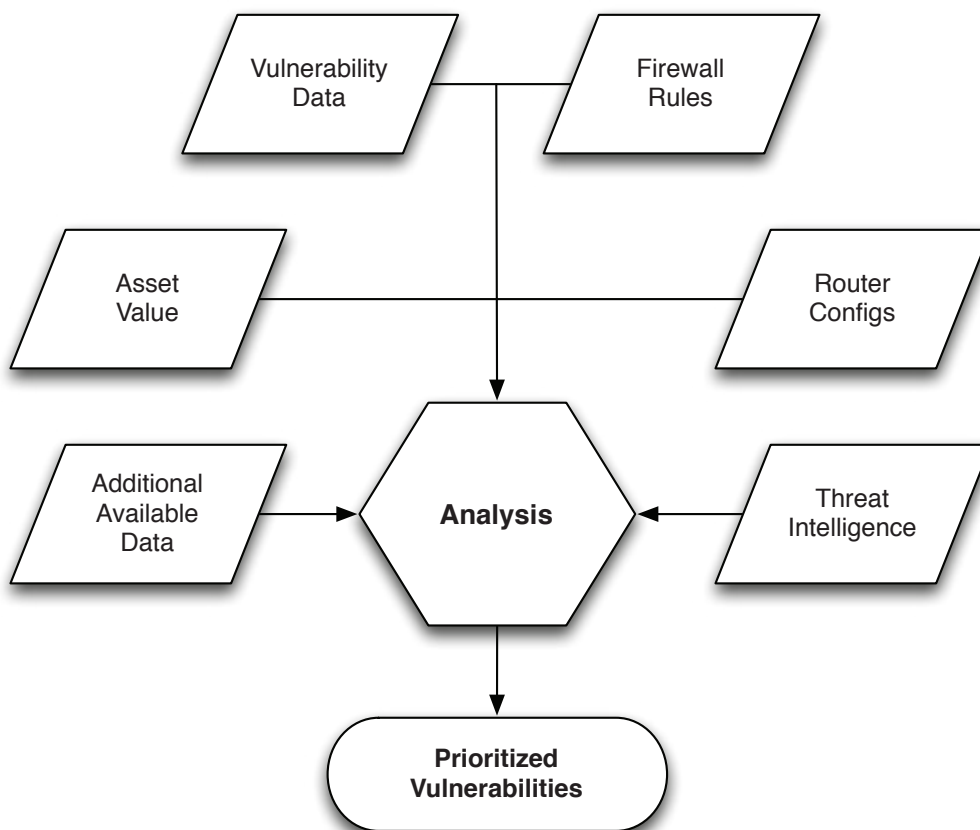 Vulnerability
Data
Firewall
Rules
Asset
Value
Router
Configs
Additional
Available
Data
Analysis
Threat
Intelligence
Prioritized
Vulnerabilities